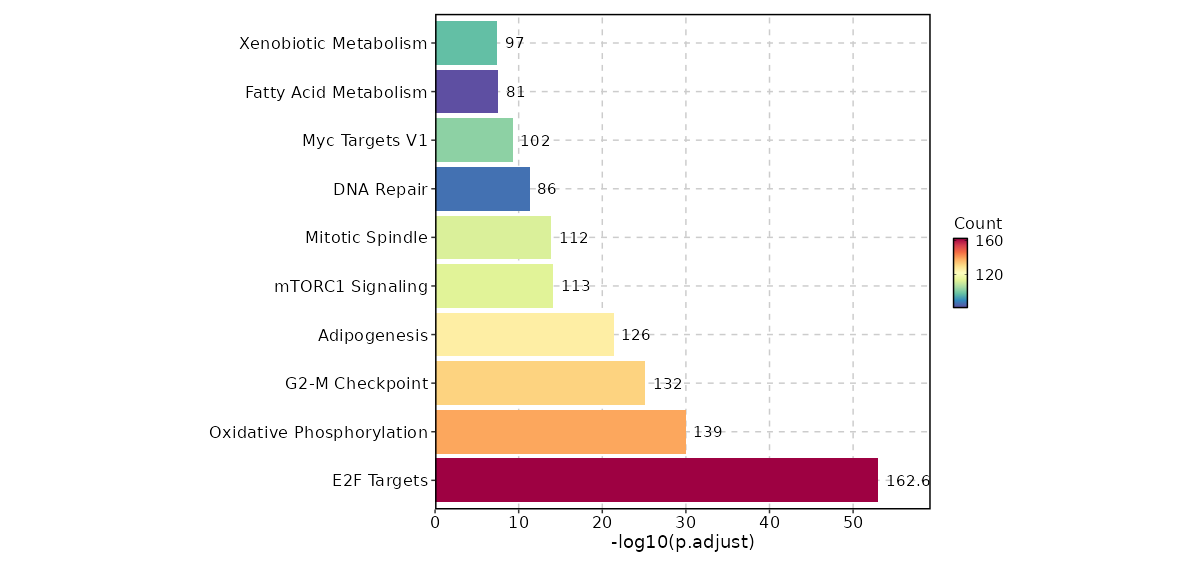 Xenobiotic Metabolism 97
Fatty Acid Metabolism 81
Myc Targets V1 102
DNA Repair 86
Mitotic Spindle 112
mTORC1 Signaling 113
Adipogenesis 126
G2-M Checkpoint 132
Oxidative Phosphorylation 139
E2F Targets 162.6
0 10 20 30 40 50
-log10(p.adjust)
Count
160
120